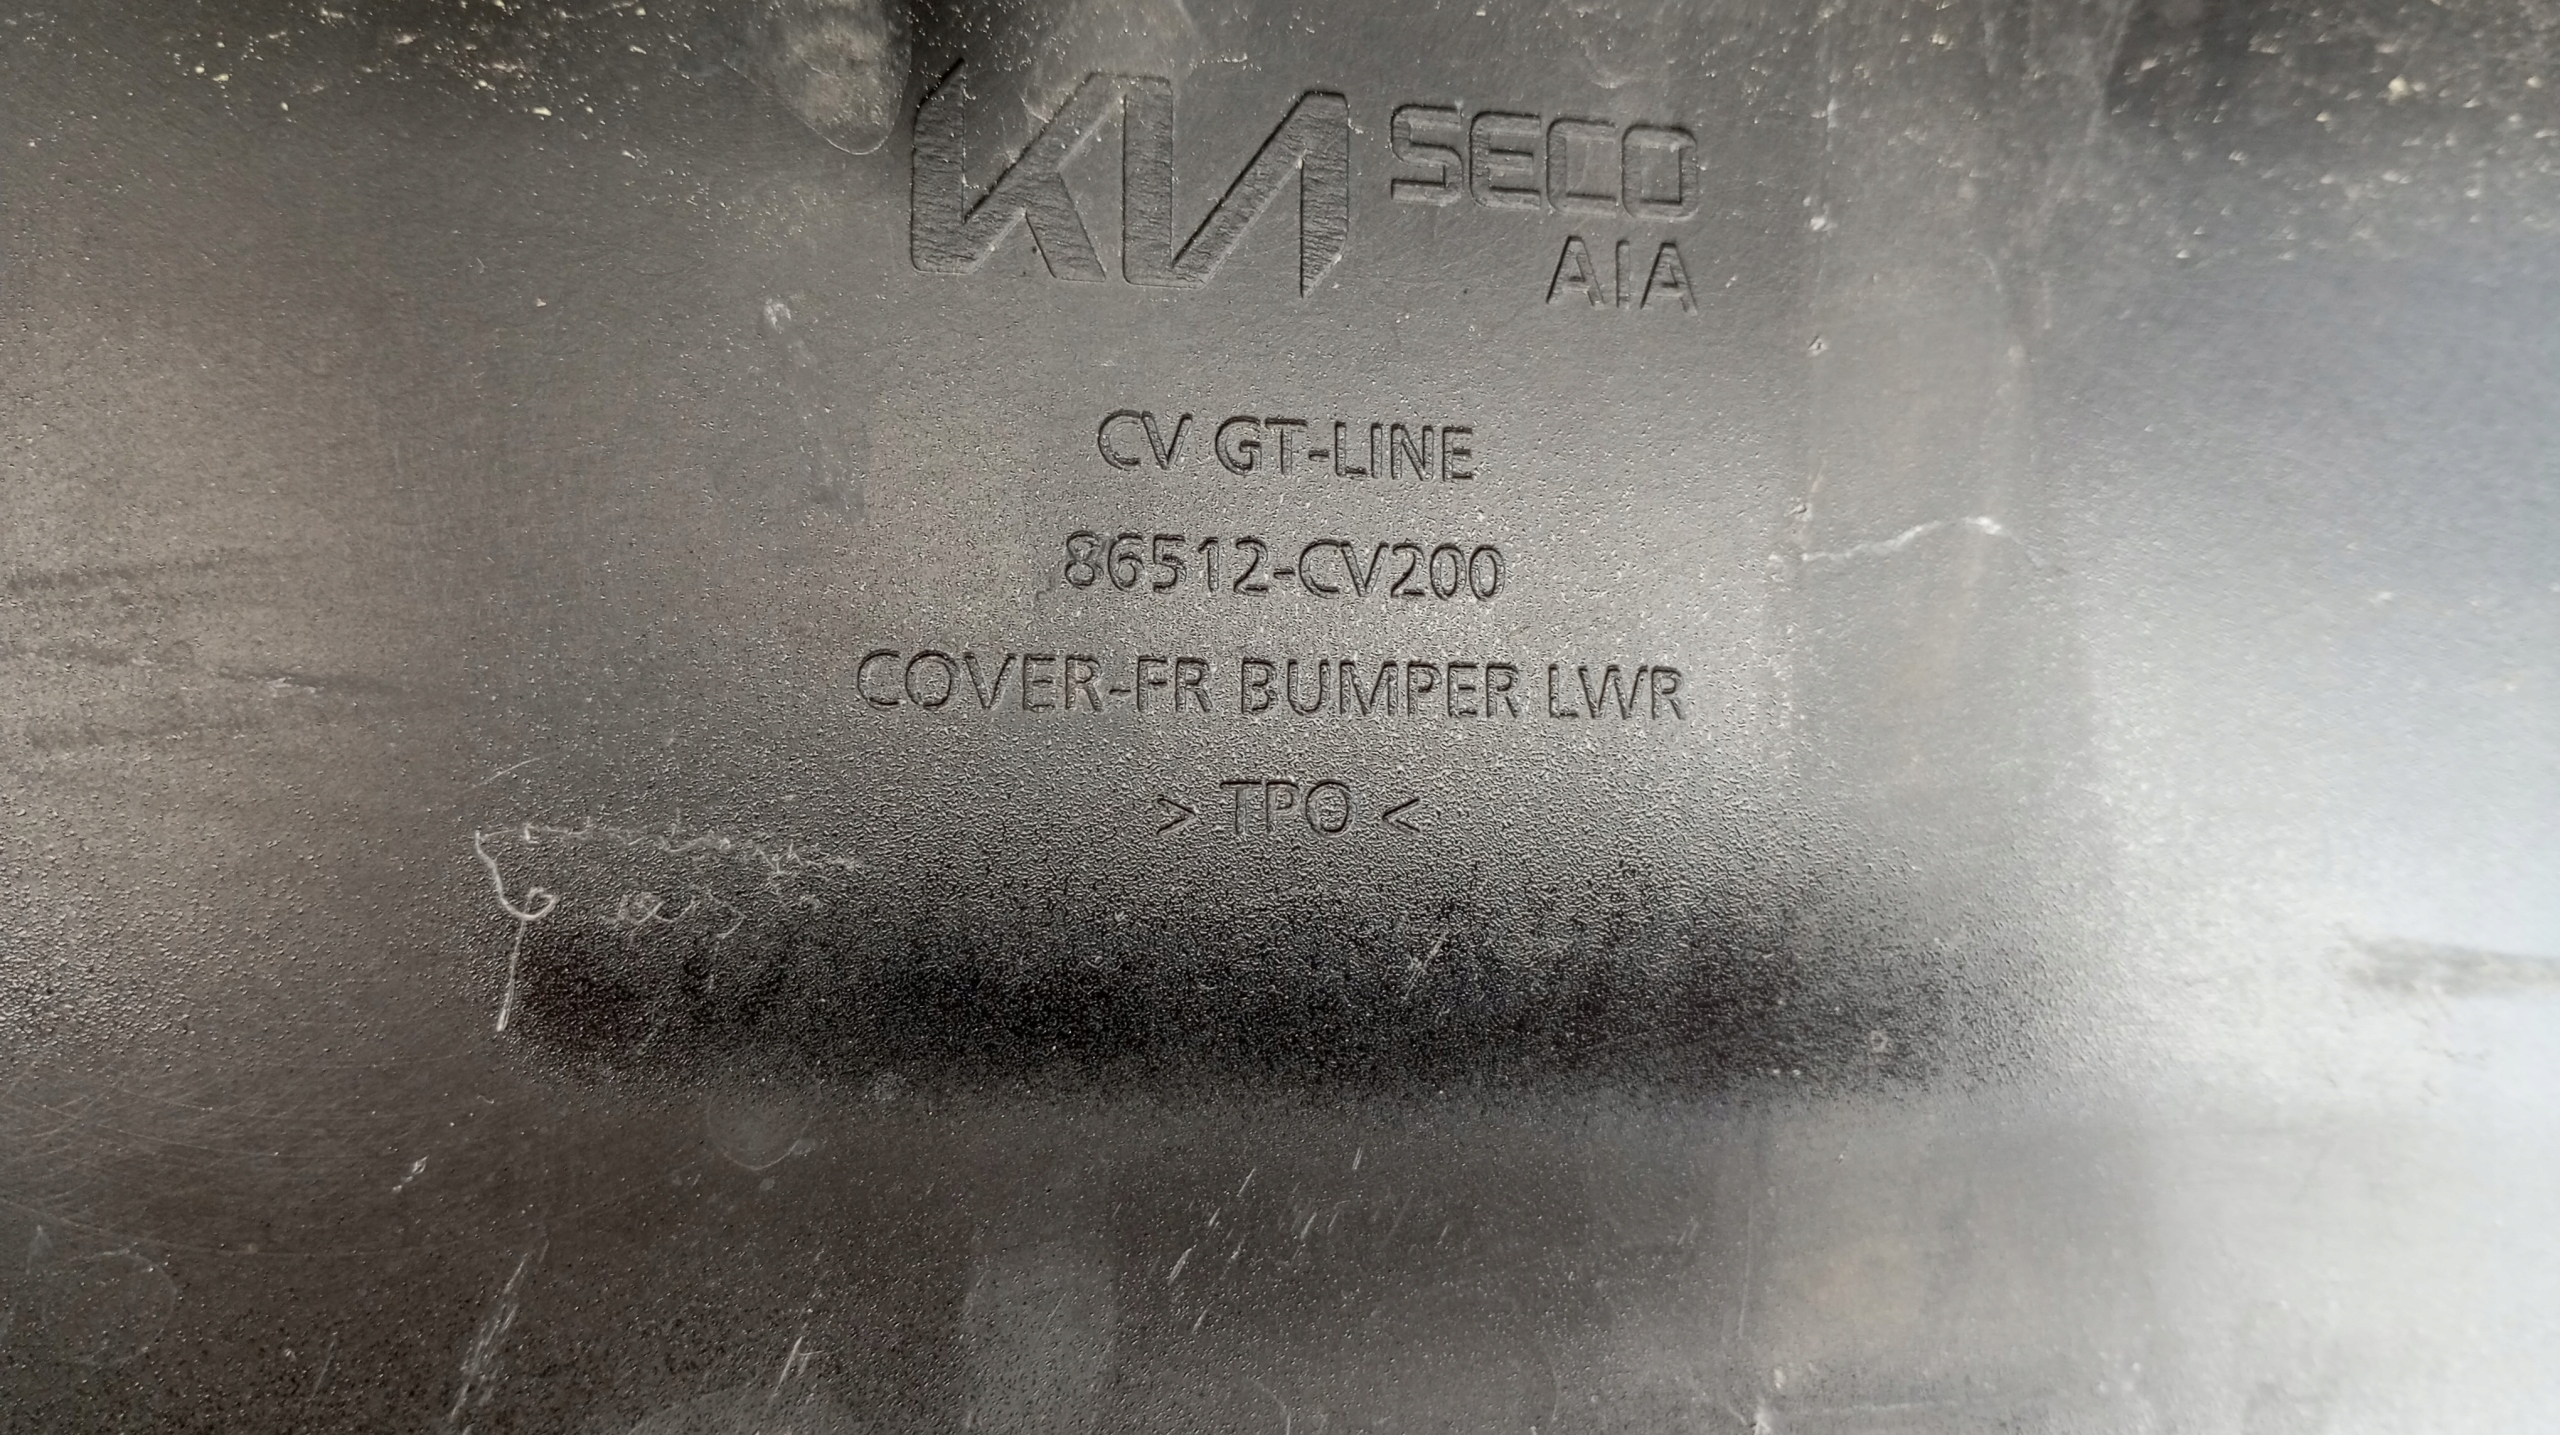 KIA SECO
AIA
CV GT-LINE
86512-CV200
COVER-FR BUMPER LWR
> TPO <